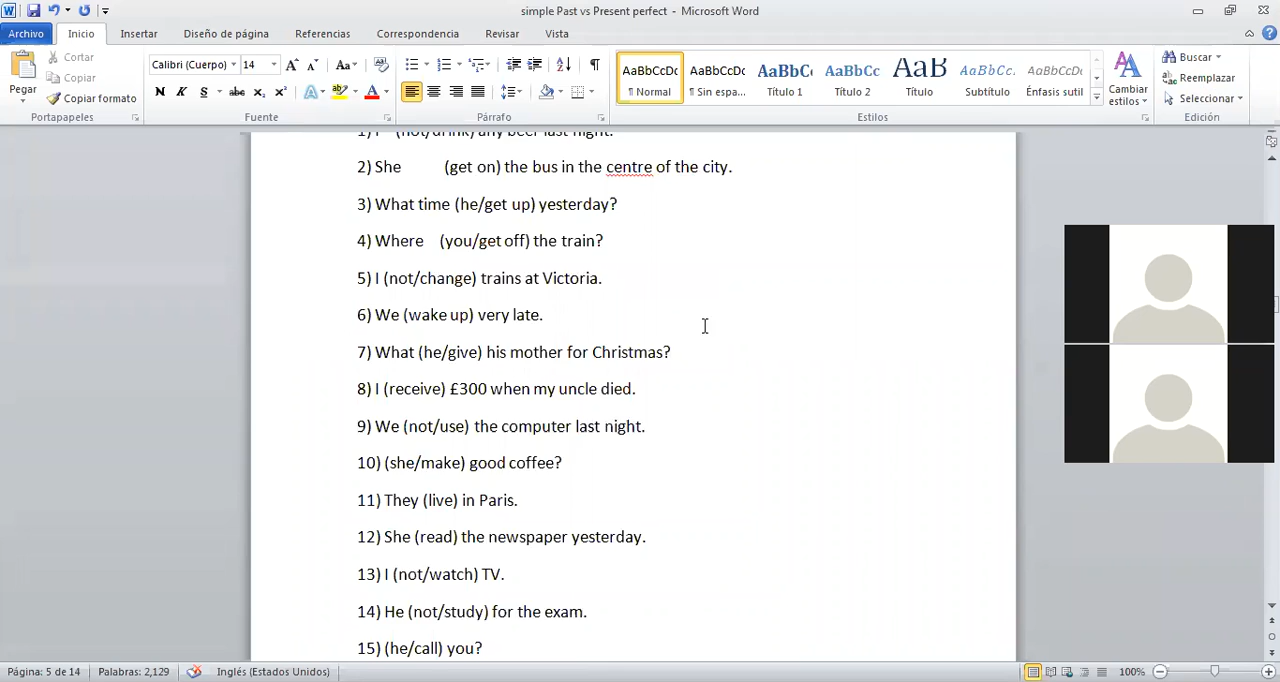 simple Past vs Present perfect - Microsoft Word
Archivo Inicio Insertar Diseño de página Referencias Correspondencia Revisar Vista
Pegar
Cortar
Copiar
Copiar formato
Portapapeles
Calibri (Cuerpo) 14
Fuente
Párrafo
AaBbCcDc AaBbCcDc AaBbC AaBbCc AaB AaBbCc. AaBbCcDc
¶ Normal ¶ Sin espa... Título 1 Título 2 Título Subtítulo Énfasis sutil
Cambiar estilos
Estilos
Buscar
Reemplazar
Seleccionar
Edición
1) I (not/drink) any beer last night.
2) She (get on) the bus in the centre of the city.
3) What time (he/get up) yesterday?
4) Where (you/get off) the train?
5) I (not/change) trains at Victoria.
6) We (wake up) very late.
7) What (he/give) his mother for Christmas?
8) I (receive) £300 when my uncle died.
9) We (not/use) the computer last night.
10) (she/make) good coffee?
11) They (live) in Paris.
12) She (read) the newspaper yesterday.
13) I (not/watch) TV.
14) He (not/study) for the exam.
15) (he/call) you?
Página: 5 de 14 Palabras: 2,129 Inglés (Estados Unidos) 100%